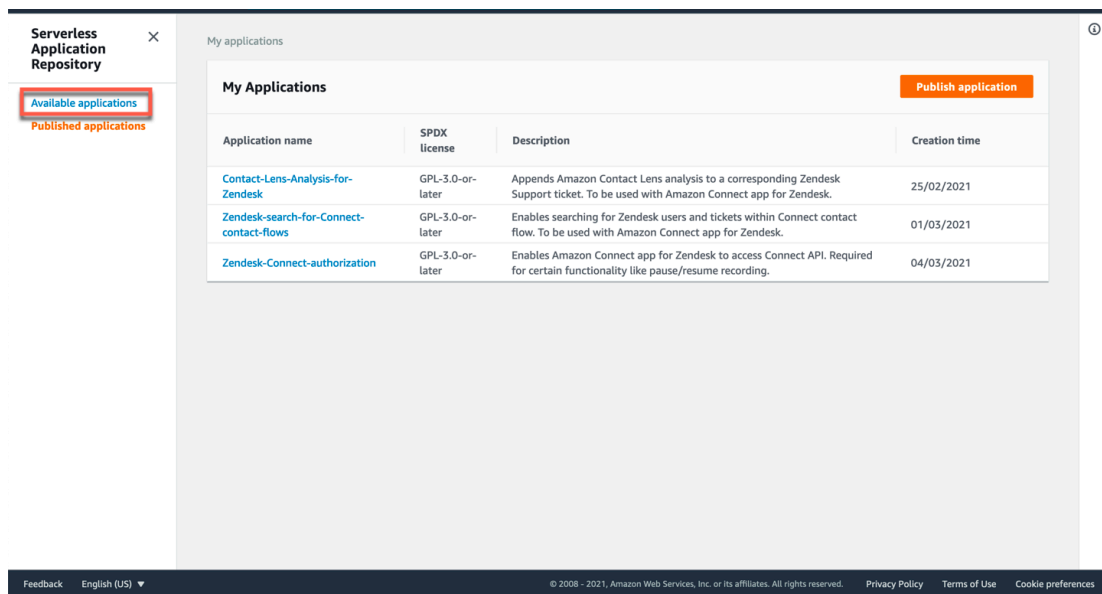 Serverless
Application
Repository
Available applications
Published applications
My applications
My Applications
Publish application
Application name
SPDX
license
Description
Creation time
Contact-Lens-Analysis-for-
Zendesk
GPL-3.0-or-
later
Appends Amazon Contact Lens analysis to a corresponding Zendesk
Support ticket. To be used with Amazon Connect app for Zendesk.
25/02/2021
Zendesk-search-for-Connect-
contact-flows
GPL-3.0-or-
later
Enables searching for Zendesk users and tickets within Connect contact
flow. To be used with Amazon Connect app for Zendesk.
01/03/2021
Zendesk-Connect-authorization
GPL-3.0-or-
later
Enables Amazon Connect app for Zendesk to access Connect API. Required
for certain functionality like pause/resume recording.
04/03/2021
Feedback
English (US)
© 2008 - 2021, Amazon Web Services, Inc. or its affiliates. All rights reserved.
Privacy Policy
Terms of Use
Cookie preferences